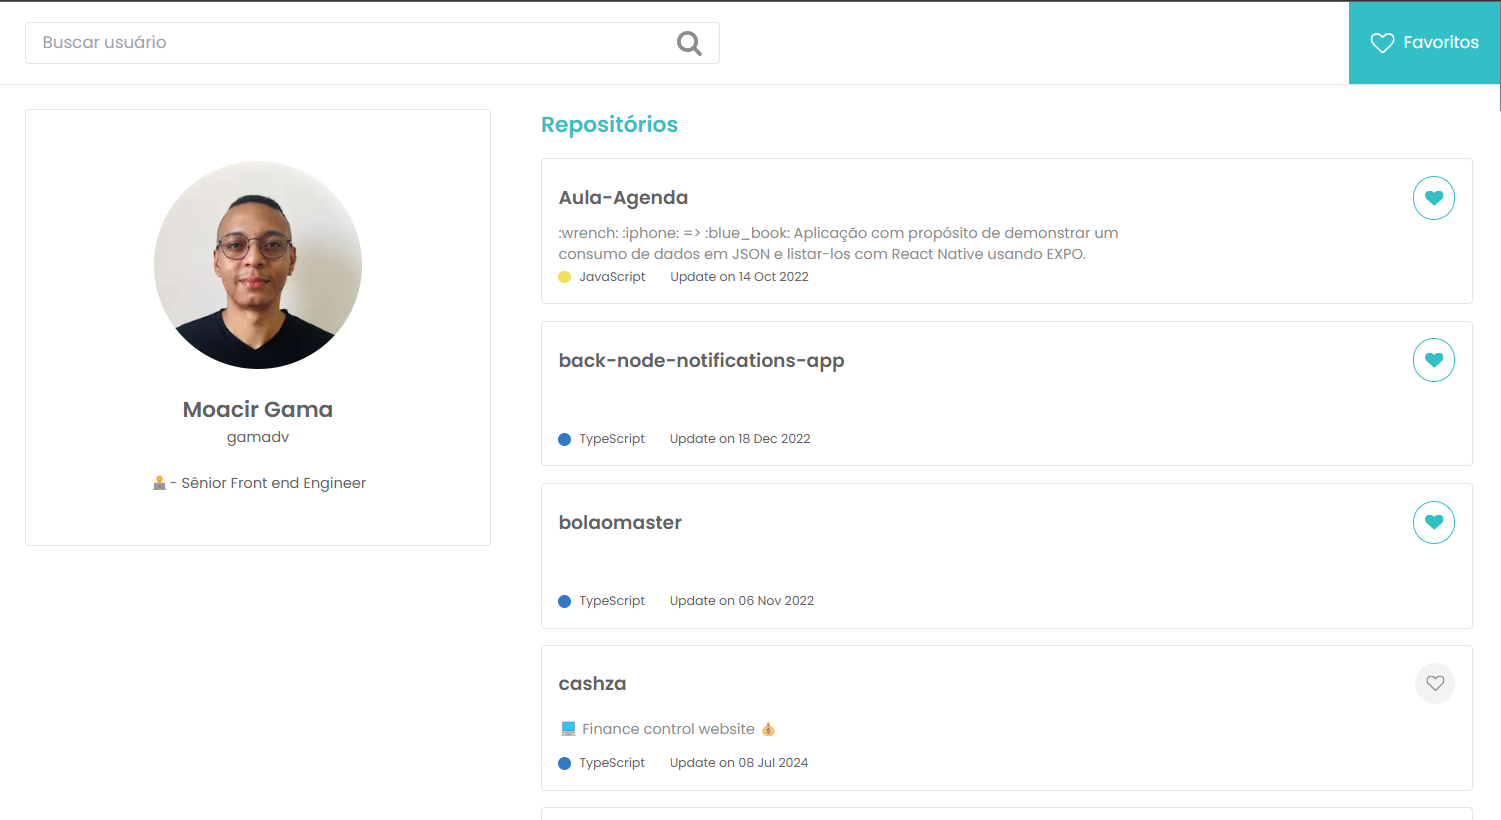 Buscar usuário
Favoritos
Moacir Gama
gamadv
- Sênior Front end Engineer
Repositórios
Aula-Agenda
:wrench: :iphone: => :blue_book: Aplicação com propósito de demonstrar um
consumo de dados em JSON e listar-los com React Native usando EXPO.
JavaScript Update on 14 Oct 2022
back-node-notifications-app
TypeScript Update on 18 Dec 2022
bolaomaster
TypeScript Update on 06 Nov 2022
cashza
💻 Finance control website 💰
TypeScript Update on 08 Jul 2024